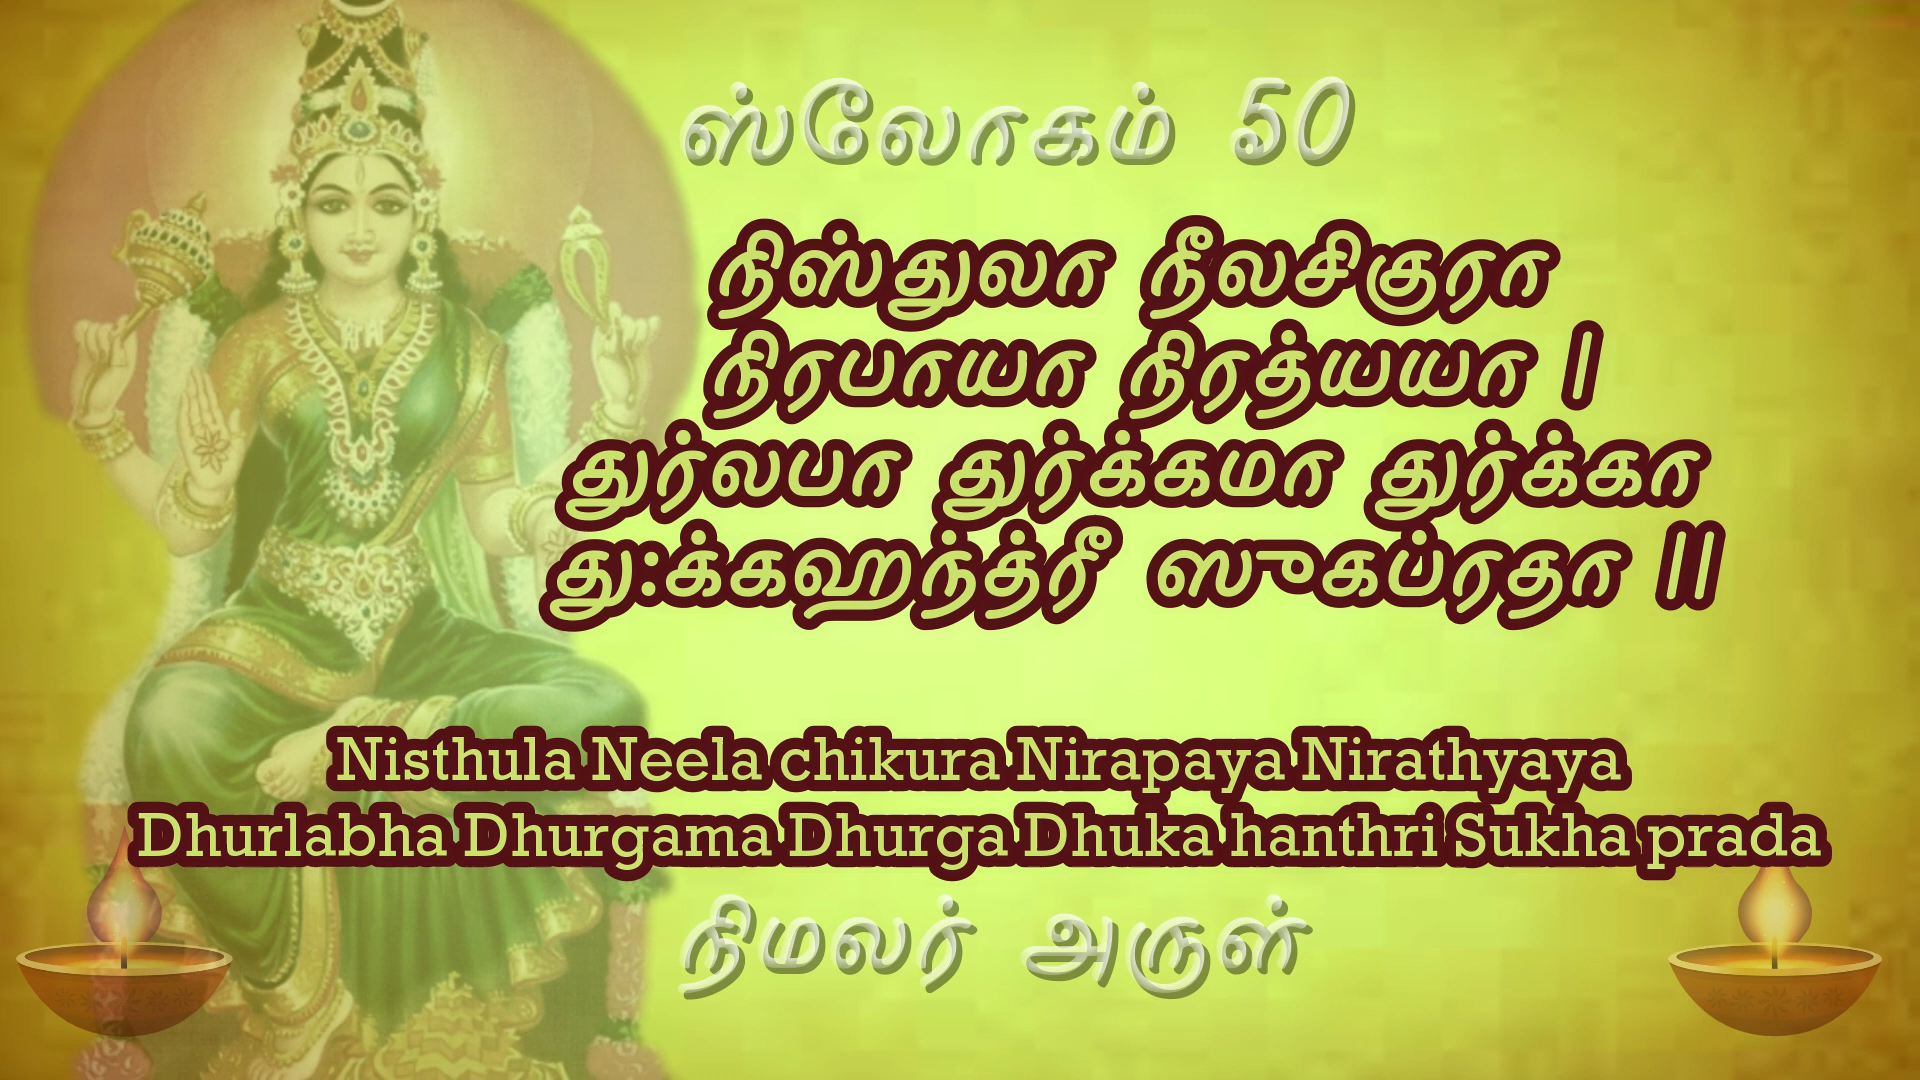 ஸ்லோகம் 50
நிஸ்துலா நீலசிகுரா
நிரபாயா நிரத்யயா |
துர்லபா துர்க்கமா துர்க்கா
து:க்கஹந்த்ரீ ஸுகப்ரதா ||
Nisthula Neela chikura Nirapaya Nirathyaya
Dhurlabha Dhurgama Dhurga Dhuka hanthri Sukha prada
நிமலர் அருள்